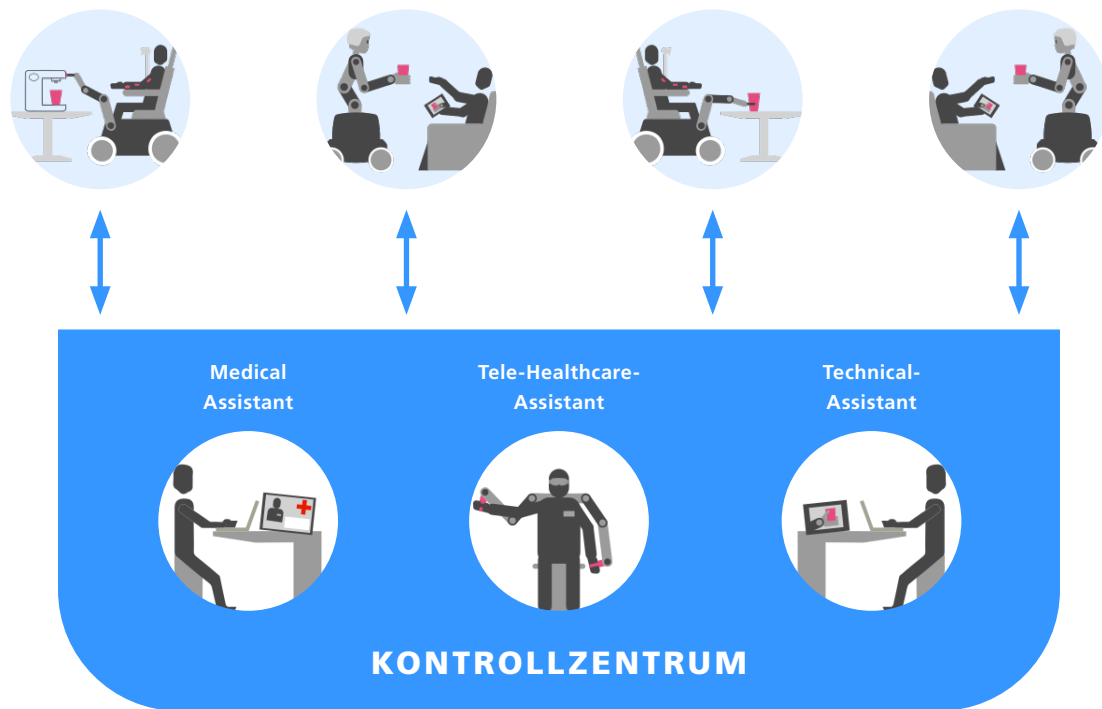 Medical
Assistant
Tele-Healthcare-
Assistant
Technical-
Assistant
KONTROLLZENTRUM